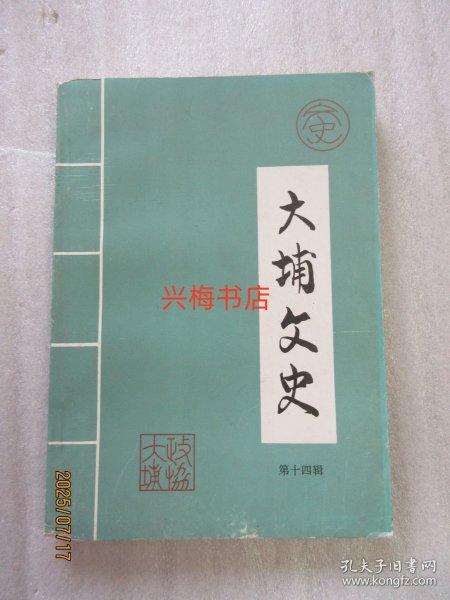 文史
大埔文史
兴梅书店
第十四辑
政协
大埔
2025/07/17
孔夫子旧书网
www.kongfz.com